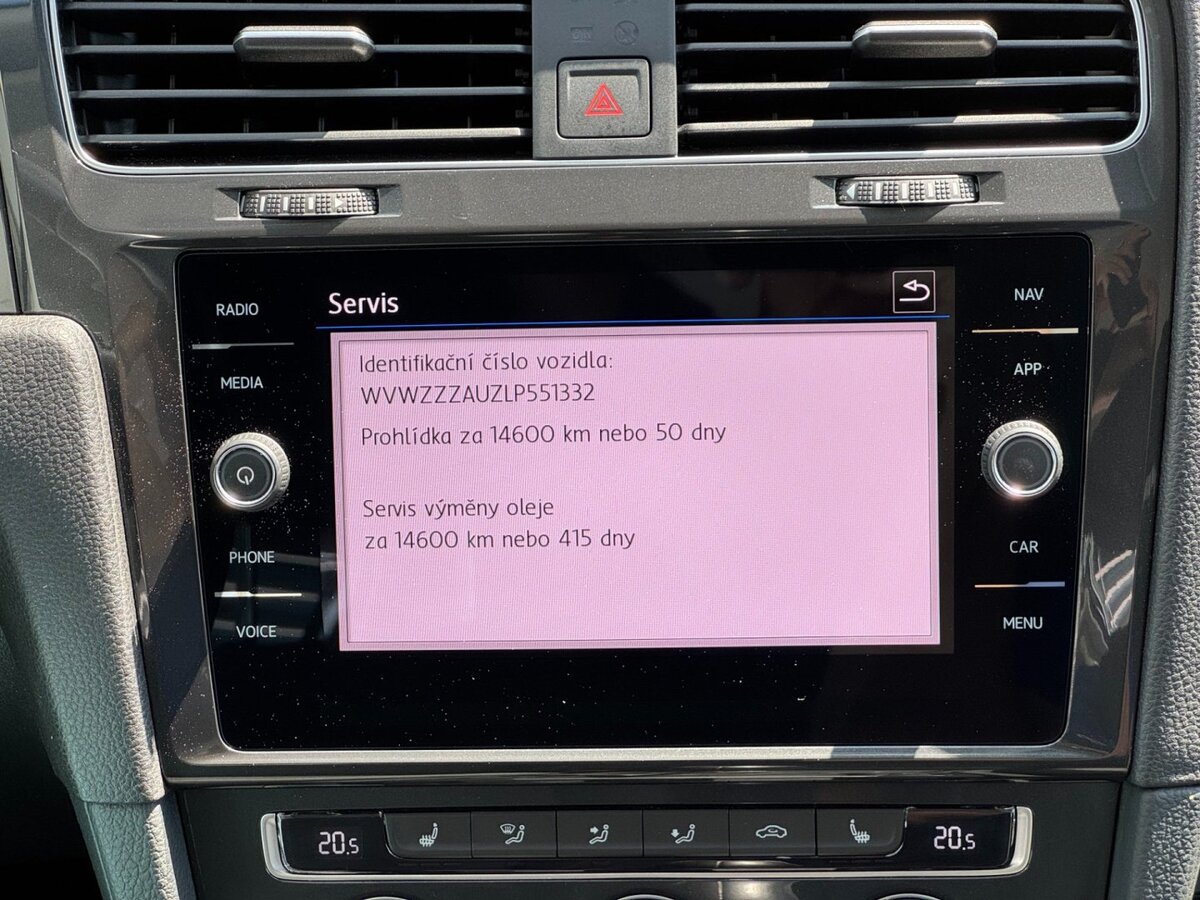 RADIO
MEDIA
PHONE
VOICE
Servis
Identifikační číslo vozidla:
WVWZZZAUZLP551332
Prohlídka za 14600 km nebo 50 dny
Servis výměny oleje
za 14600 km nebo 415 dny
NAV
APP
CAR
MENU
20.5
20.5